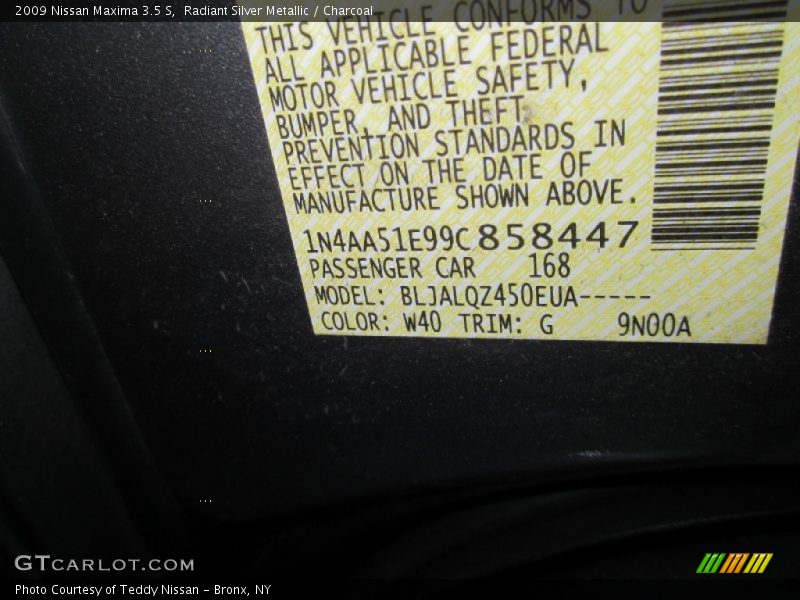 2009 Nissan Maxima 3.5 S,  Radiant Silver Metallic / Charcoal
THIS VEHICLE CONFORMS TO
ALL APPLICABLE FEDERAL
MOTOR VEHICLE SAFETY,
BUMPER, AND THEFT
PREVENTION STANDARDS IN
EFFECT ON THE DATE OF
MANUFACTURE SHOWN ABOVE.
1N4AA51E99C858447
PASSENGER CAR 168
MODEL: BLJALQZ450EUA-----
COLOR: W40 TRIM: G 9N00A
GTCARLOT.COM
Photo Courtesy of Teddy Nissan – Bronx, NY